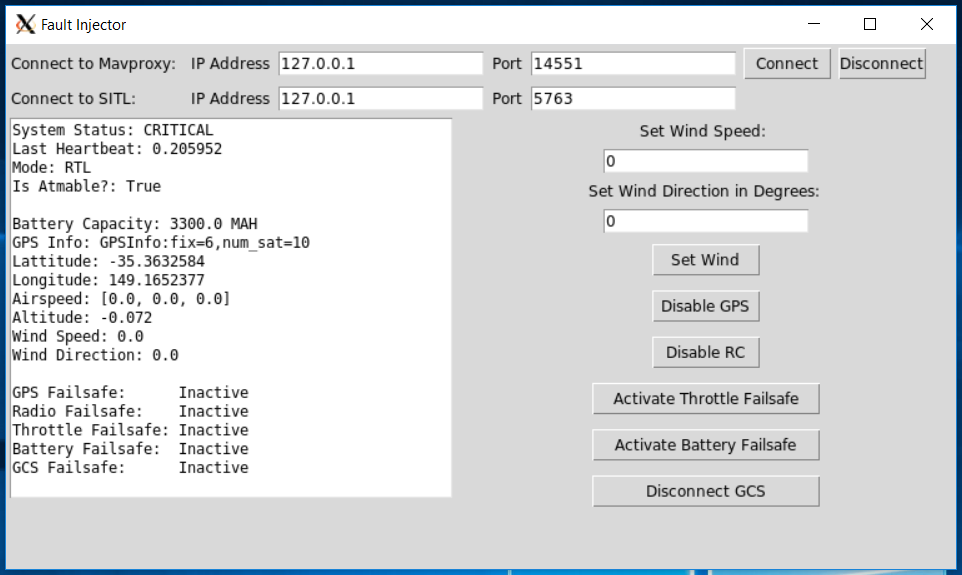 Fault Injector
Connect to Mavproxy: IP Address 127.0.0.1 Port 14551 Connect Disconnect
Connect to SITL: IP Address 127.0.0.1 Port 5763
System Status: CRITICAL
Last Heartbeat: 0.205952
Mode: RTL
Is Atmable?: True
Battery Capacity: 3300.0 MAH
GPS Info: GPSInfo:fix=6,num_sat=10
Lattitude: -35.3632584
Longitude: 149.1652377
Airspeed: [0.0, 0.0, 0.0]
Altitude: -0.072
Wind Speed: 0.0
Wind Direction: 0.0
GPS Failsafe: Inactive
Radio Failsafe: Inactive
Throttle Failsafe: Inactive
Battery Failsafe: Inactive
GCS Failsafe: Inactive
Set Wind Speed:
0
Set Wind Direction in Degrees:
0
Set Wind
Disable GPS
Disable RC
Activate Throttle Failsafe
Activate Battery Failsafe
Disconnect GCS